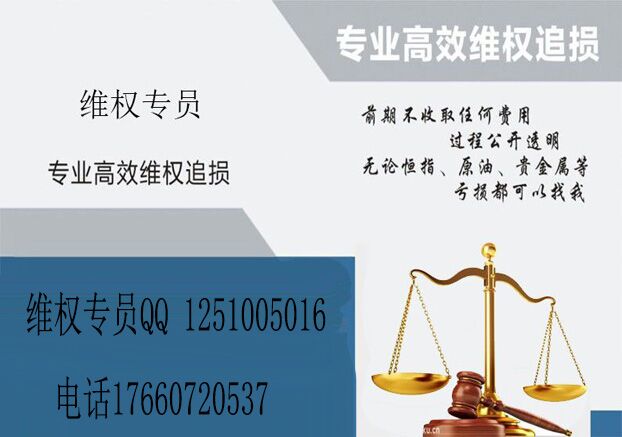 专业高效维权追损
维权专员
前期不收取任何费用
过程公开透明
专业高效维权追损
无论恒指、原油、贵金属等
亏损都可以找我
维权专员QQ 1251005016
电话17660720537